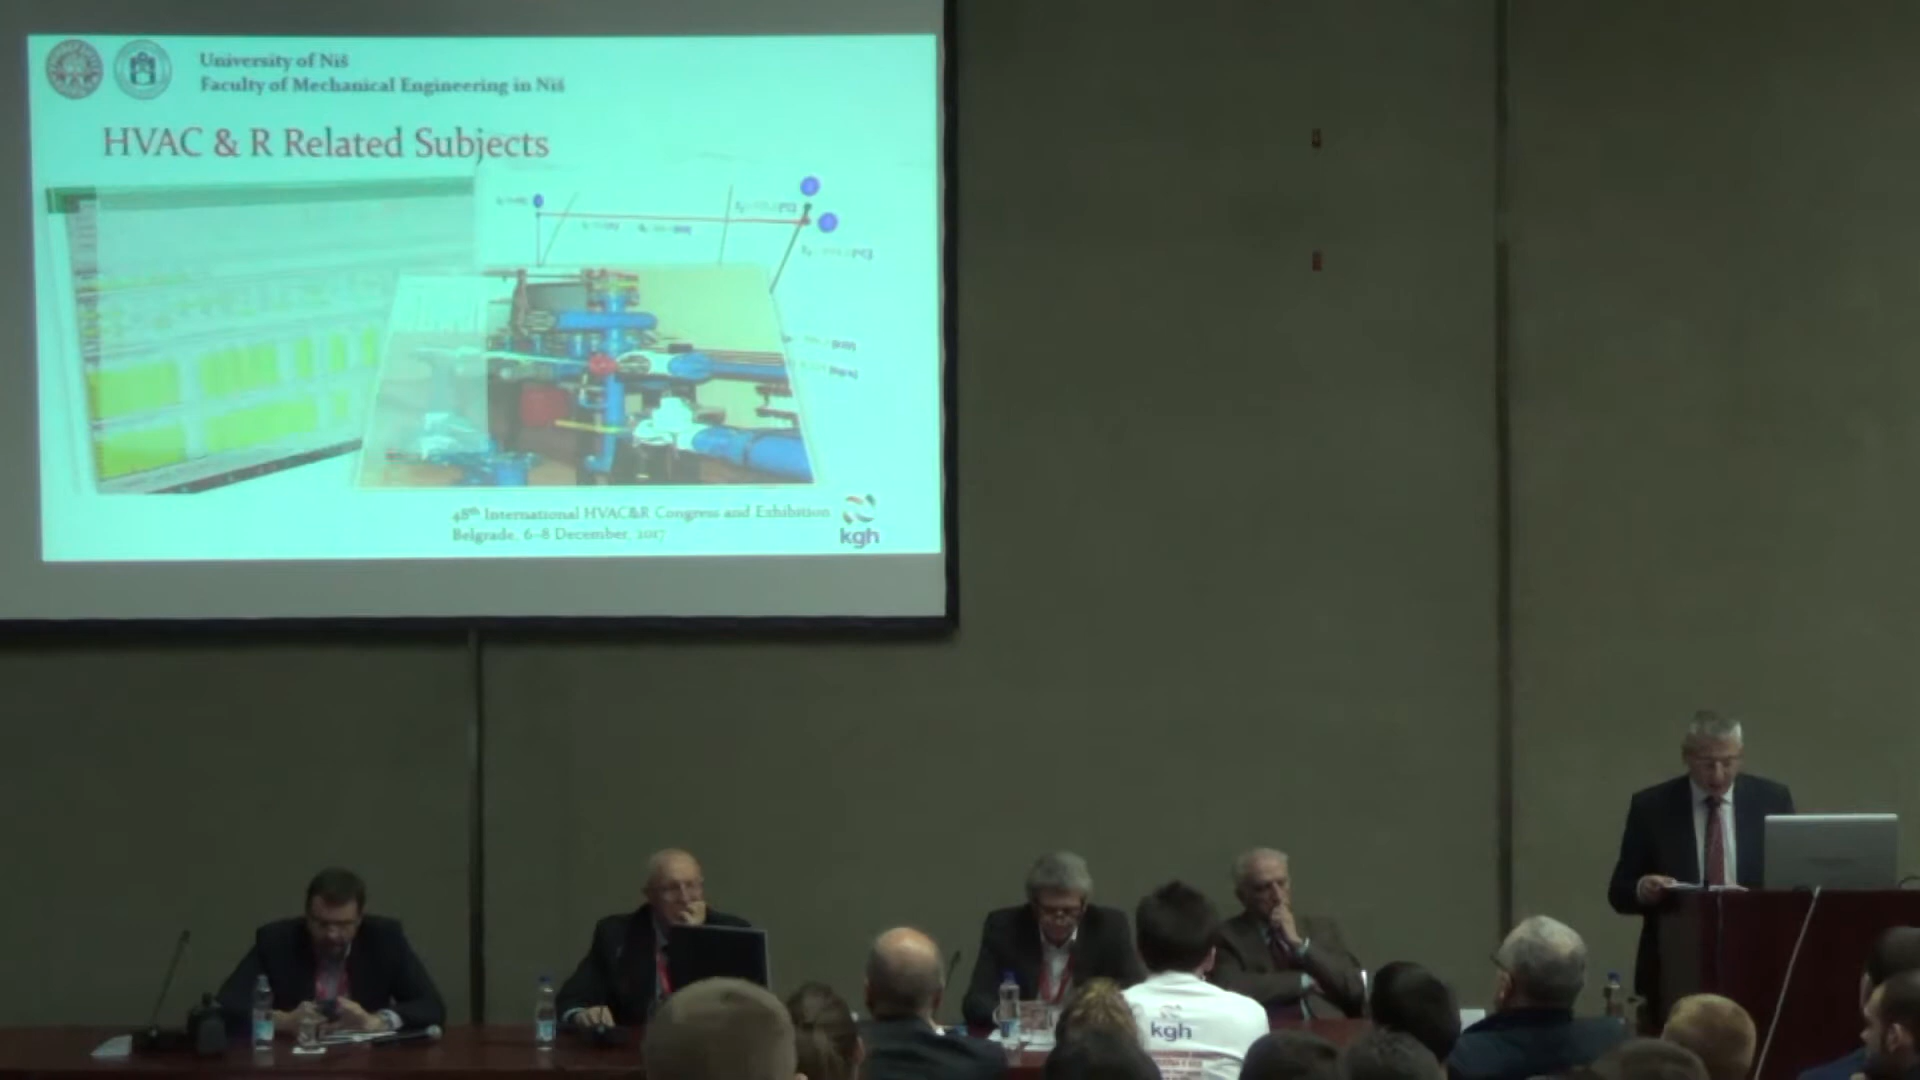 University of Niš
Faculty of Mechanical Engineering in Niš
HVAC & R Related Subjects
48th International HVAC&R Congress and Exhibition
Belgrade, 6–8 December, 2017
kgh
kgh